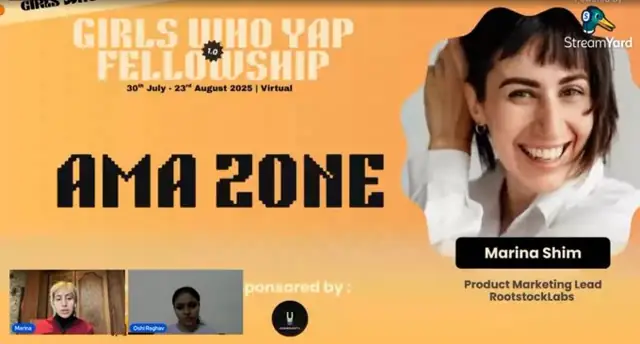 GIRLS WHO YAP
1.0
FELLOWSHIP
30th July - 23rd August 2025 | Virtual
AMA ZONE
StreamYard
Marina Shim
Product Marketing Lead
RootstockLabs
ponsored by :
Marina
Oshi Raghav